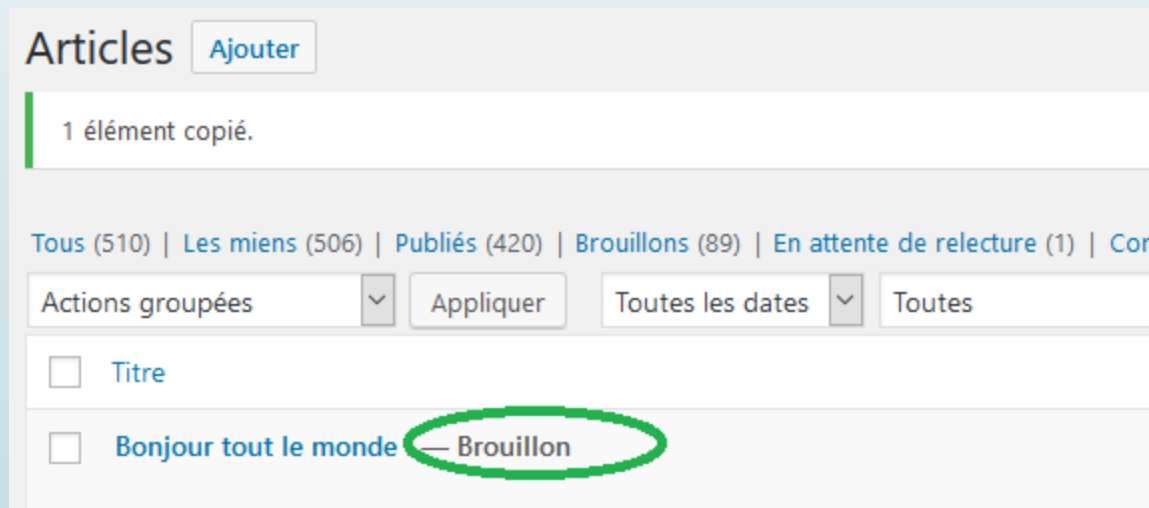 Articles Ajouter
1 élément copié.
Tous (510) | Les miens (506) | Publiés (420) | Brouillons (89) | En attente de relecture (1) |
Actions groupées Appliquer Toutes les dates Toutes
Titre
Bonjour tout le monde — Brouillon